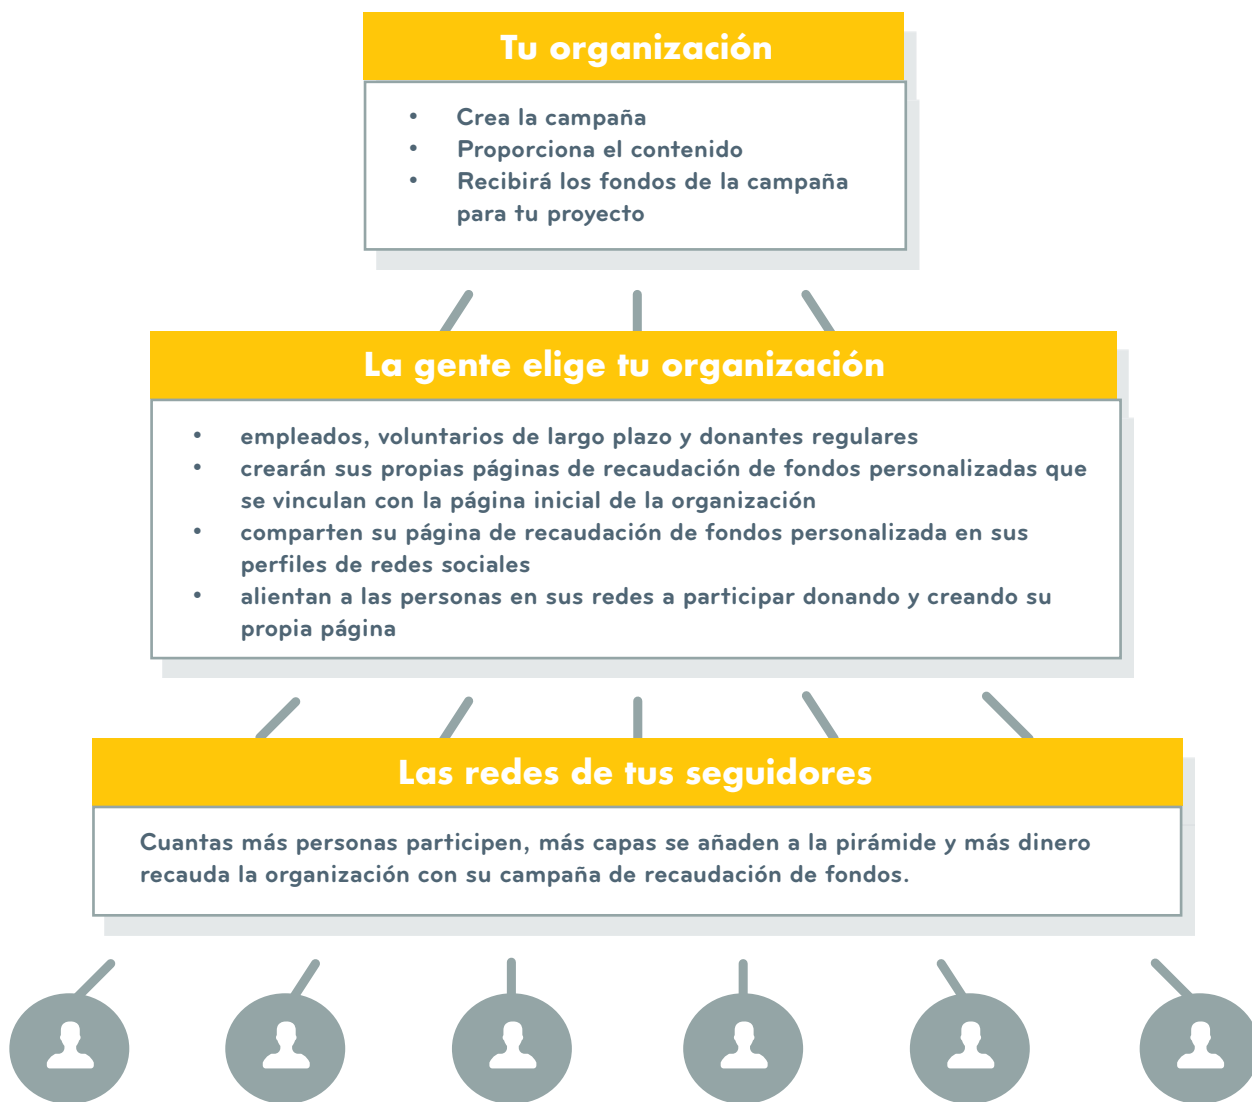 Tu organización
• Crea la campaña
• Proporciona el contenido
• Recibirá los fondos de la campaña
para tu proyecto
La gente elige tu organización
• empleados, voluntarios de largo plazo y donantes regulares
• crearán sus propias páginas de recaudación de fondos personalizadas que
se vinculan con la página inicial de la organización
• comparten su página de recaudación de fondos personalizada en sus
perfiles de redes sociales
• alientan a las personas en sus redes a participar donando y creando su
propia página
Las redes de tus seguidores
Cuantas más personas participen, más capas se añaden a la pirámide y más dinero
recauda la organización con su campaña de recaudación de fondos.